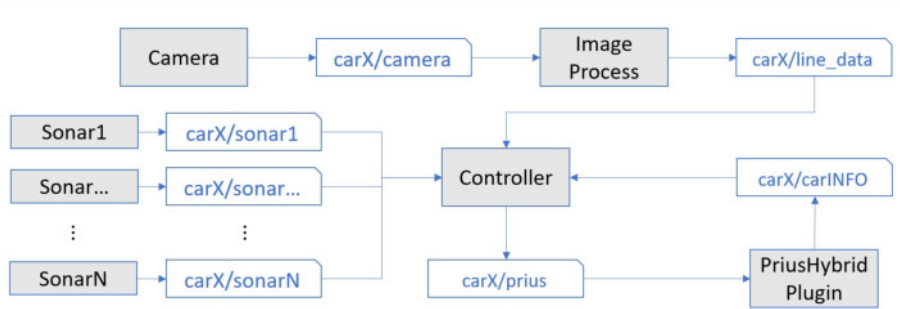 Camera
carX/camera
Image
Process
carX/line_data
Sonar1
carX/sonar1
Sonar...
carX/sonar...
⋮
⋮
SonarN
carX/sonarN
Controller
carX/carINFO
carX/prius
PriusHybrid
Plugin